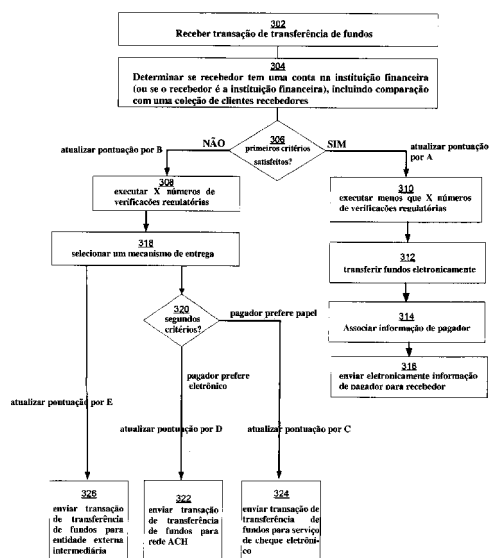 302
Receber transação de transferência de fundos
304
Determinar se recebedor tem uma conta na instituição financeira
(ou se o recebedor é a instituição financeira), incluindo comparação
com uma coleção de clientes recebedores
306
primeiros critérios
satisfeitos?
NÃO
SIM
atualizar pontuação por B
atualizar pontuação
por A
308
executar X números de
verificações regulatórias
310
executar menos que X números
de verificações regulatórias
318
selecionar um mecanismo de entrega
312
transferir fundos eletronicamente
320
segundos
critérios?
pagador prefere papel
314
Associar informação de pagador
316
enviar eletronicamente informação
de pagador para recebedor
pagador prefere
eletrônico
atualizar pontuação por E
atualizar pontuação por D
atualizar pontuação por C
326
enviar transação
de transferência
de fundos para
entidade externa
intermediária
322
enviar transação
de transferência
de fundos para
rede ACH
324
enviar transação de
transferência de
fundos para serviço
de cheque eletrôni-
co